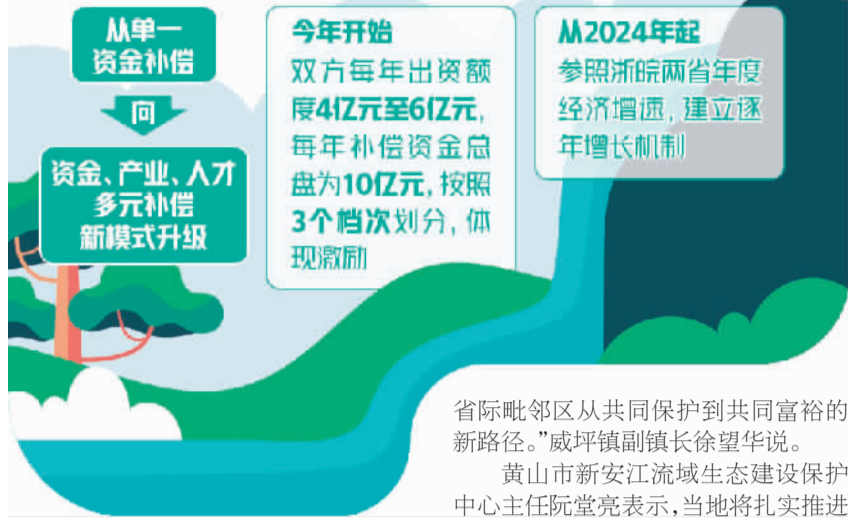 从单一
资金补偿
向
资金、产业、人才
多元补偿
新模式升级
今年开始
双方每年出资额
度4亿元至6亿元，
每年补偿资金总
盘为10亿元，按照
3个档次划分，体
现激励
从2024年起
参照浙皖两省年度
经济增速，建立逐
年增长机制
省际毗邻区从共同保护到共同富裕的
新路径。”威坪镇副镇长徐望华说。
黄山市新安江流域生态建设保护
中心主任阮堂亮表示，当地将扎实推进